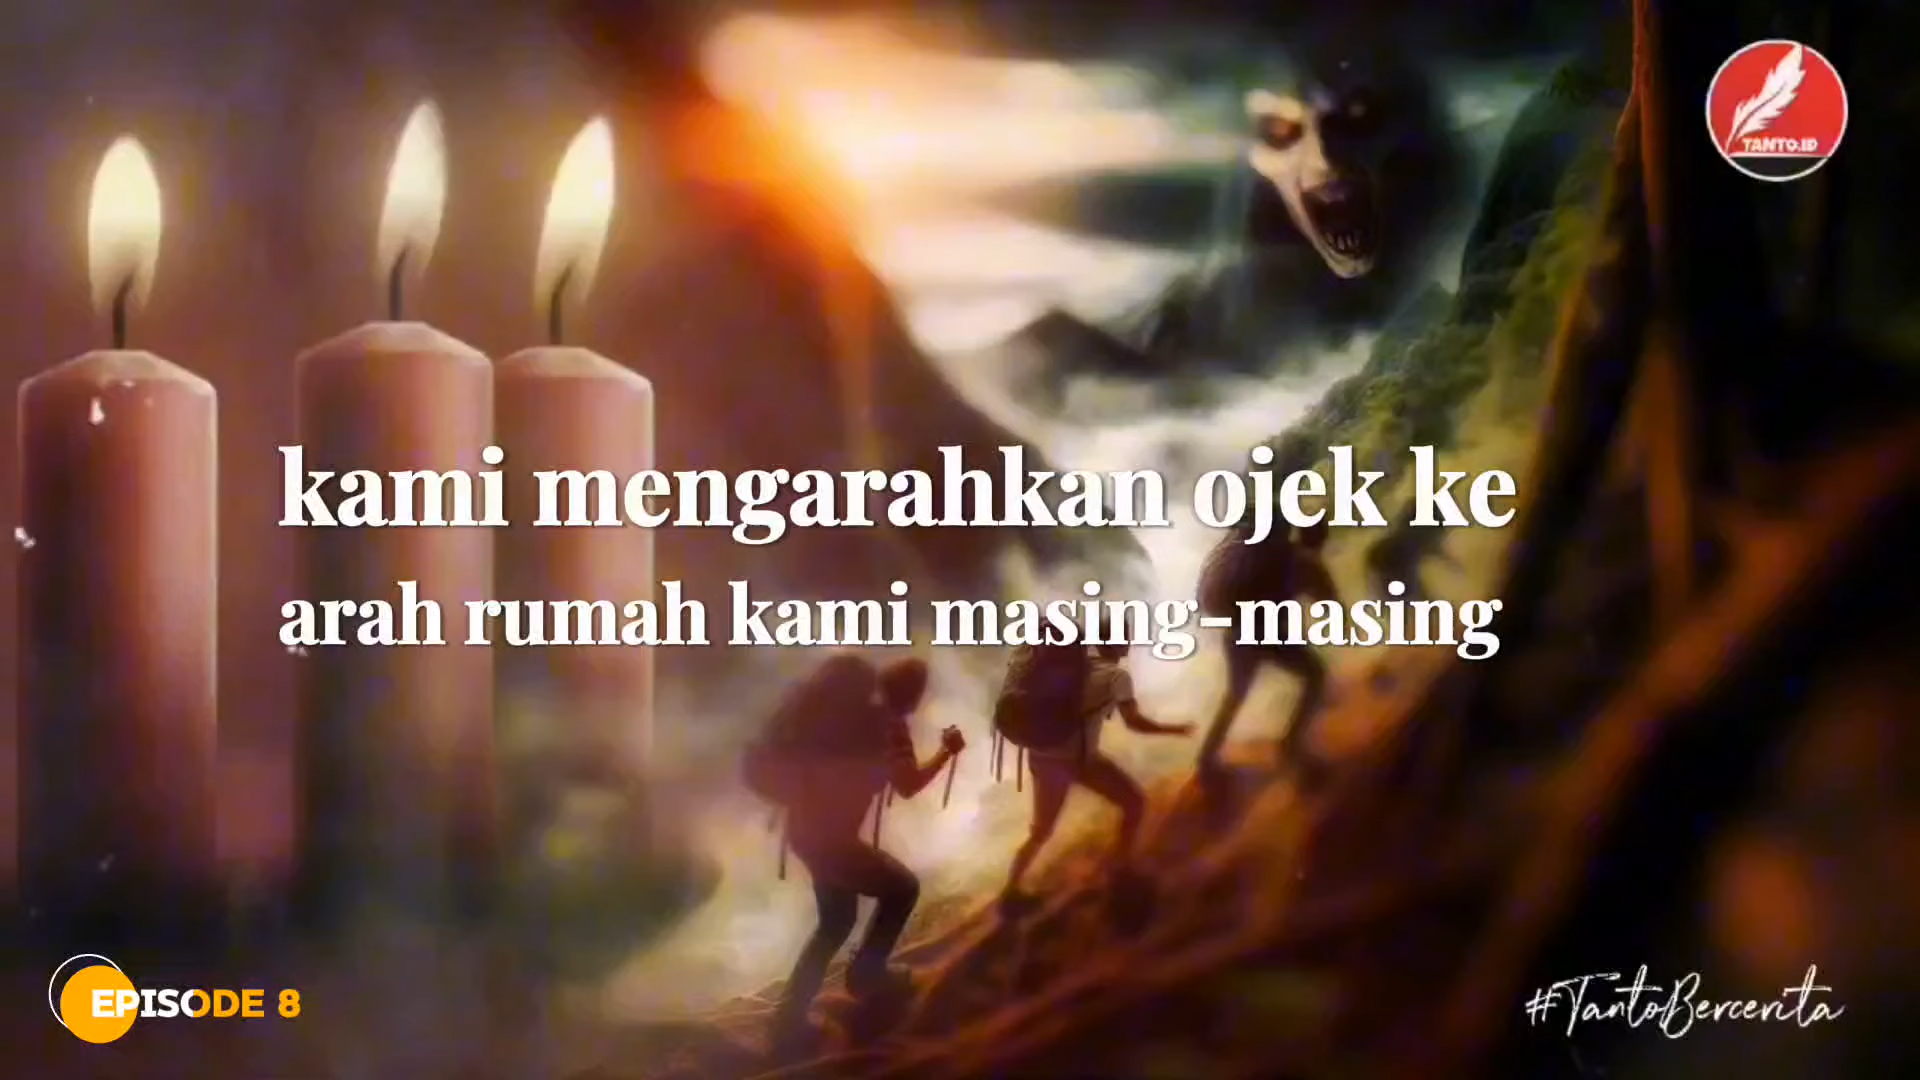 TANTO.ID
kami mengarahkan ojek ke
arah rumah kami masing-masing
EPISODE 8
#TantoBercerita